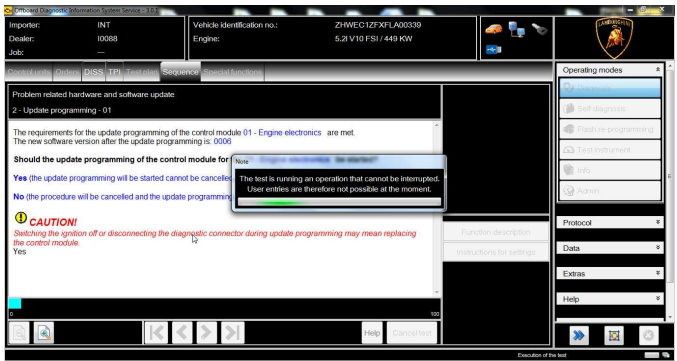 Offboard Diagnostic Information System Service - 3.0.1
Importer: INT Vehicle identification no.: ZHWEC1ZFXFLA00339
Dealer: I0088 Engine: 5.2l V10 FSI / 449 KW
Job: ---
LAMBORGHINI
Control units Orders DISS TPI Test plan Sequence Special functions
Operating modes
Problem related hardware and software update
2 - Update programming - 01
Diagnosis
Self-diagnosis
Flash re-programming
Test instrument
Info
Admin
The requirements for the update programming of the control module 01 - Engine electronics are met.
The new software version after the update programming is: 0006
Should the update programming of the control module for 01 - Engine electronics be started?
Yes (the update programming will be started cannot be cancelled
No (the procedure will be cancelled and the update programming
Note
The test is running an operation that cannot be interrupted.
User entries are therefore not possible at the moment.
CAUTION!
Switching the ignition off or disconnecting the diagnostic connector during update programming may mean replacing
the control module.
Yes
Function description
Instructions for settings
Protocol
Data
Extras
Help
0 100
Help Cancel test
Execution of the test